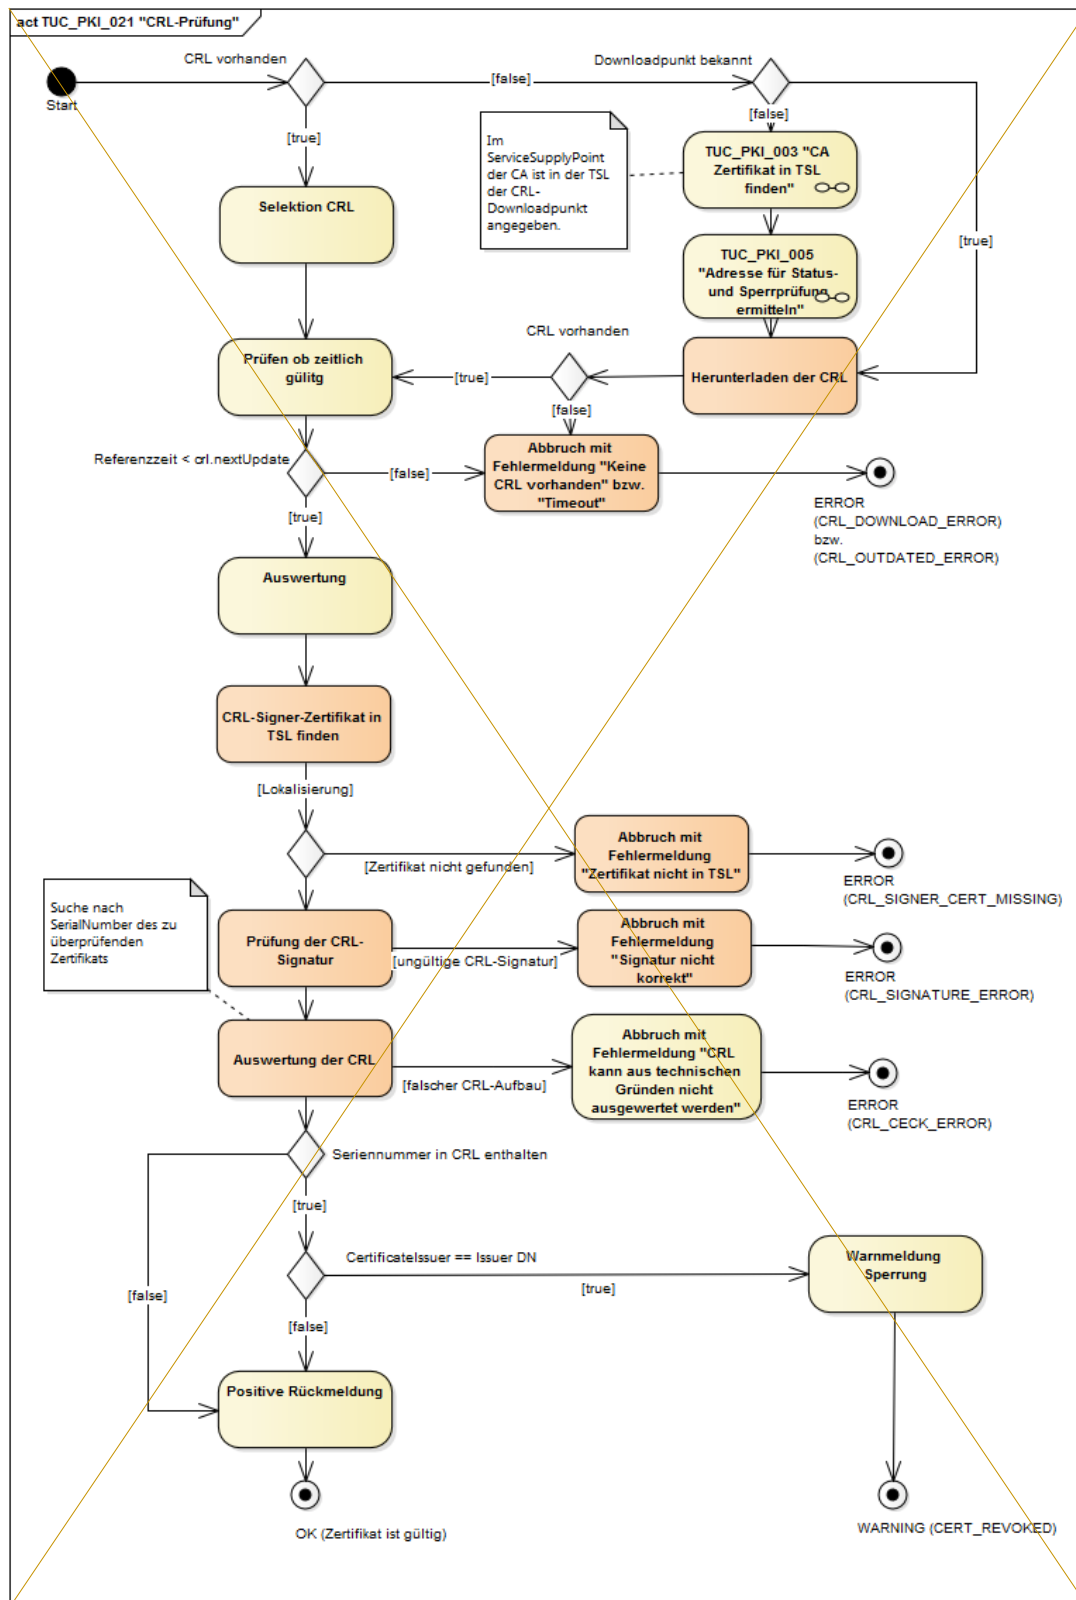 act TUC_PKI_021 "CRL-Prüfung"
CRL vorhanden
Downloadpunkt bekannt
Start
[false]
[false]
[true]
Im
ServiceSupplyPoint
der CA ist in der TSL
der CRL-
Downloadpunkt
angegeben.
TUC_PKI_003 "CA
Zertifikat in TSL
finden"
Selektion CRL
[true]
TUC_PKI_005
"Adresse für Status-
und Sperrprüfung
ermitteln"
CRL vorhanden
Prüfen ob zeitlich
gülitg
[true]
Herunterladen der CRL
[false]
Referenzzeit < crl.nextUpdate
[false]
Abbruch mit
Fehlermeldung "Keine
CRL vorhanden" bzw.
"Timeout"
ERROR
(CRL_DOWNLOAD_ERROR)
bzw.
(CRL_OUTDATED_ERROR)
[true]
Auswertung
CRL-Signer-Zertifikat in
TSL finden
[Lokalisierung]
[Zertifikat nicht gefunden]
Abbruch mit
Fehlermeldung
"Zertifikat nicht in TSL"
ERROR
(CRL_SIGNER_CERT_MISSING)
Suche nach
SerialNumber des zu
überprüfenden
Zertifikats
Prüfung der CRL-
Signatur
[ungültige CRL-Signatur]
Abbruch mit
Fehlermeldung
"Signatur nicht
korrekt"
ERROR
(CRL_SIGNATURE_ERROR)
Auswertung der CRL
[falscher CRL-Aufbau]
Abbruch mit
Fehlermeldung "CRL
kann aus technischen
Gründen nicht
ausgewertet werden"
ERROR
(CRL_CECK_ERROR)
Seriennummer in CRL enthalten
[true]
CertificateIssuer == Issuer DN
[true]
Warnmeldung
Sperrung
[false]
[false]
Positive Rückmeldung
OK (Zertifikat ist gültig)
WARNING (CERT_REVOKED)